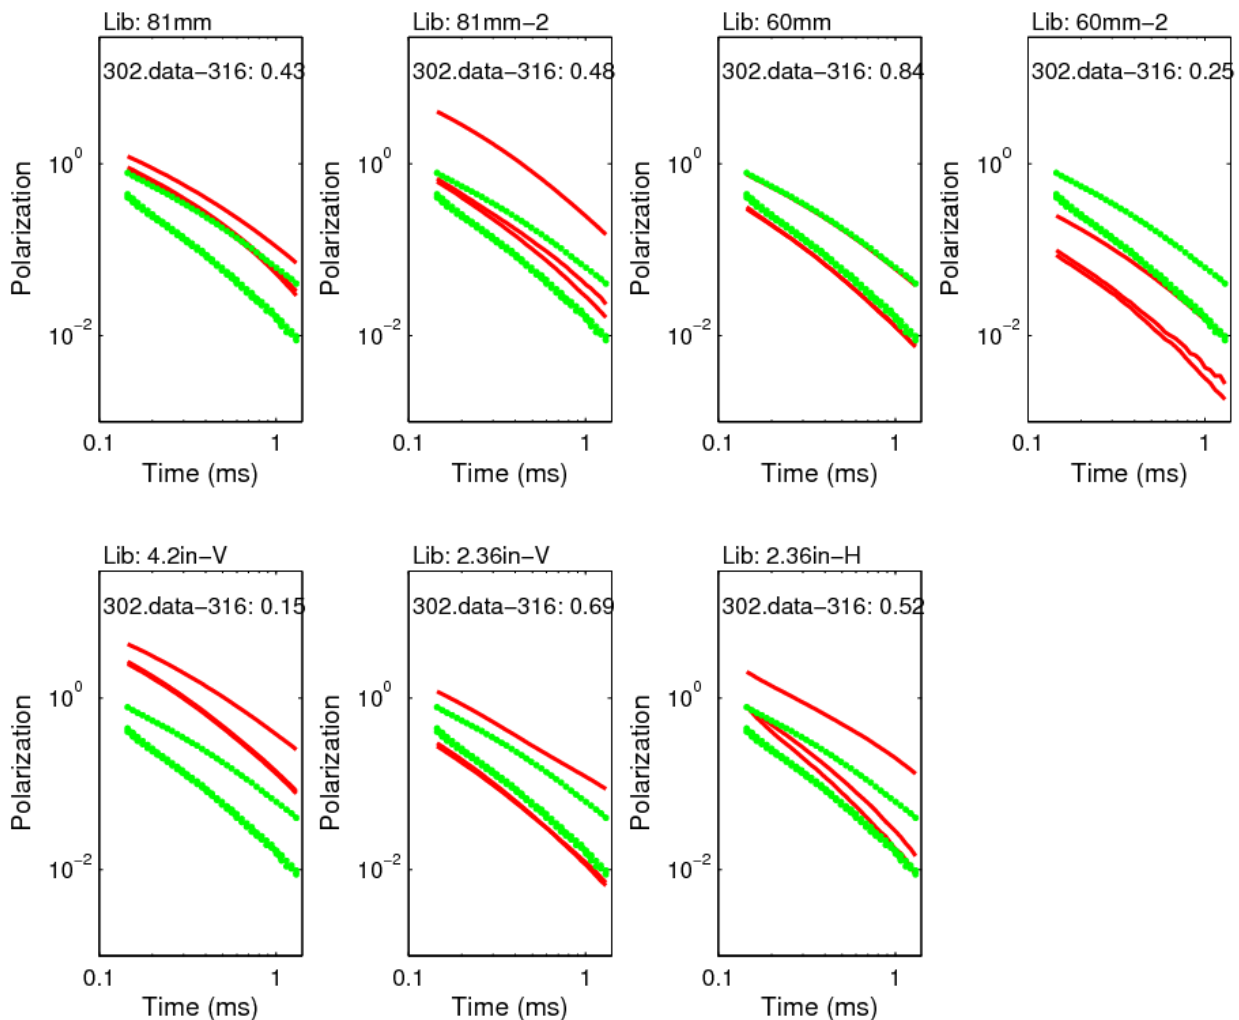 Lib: 81mm
302.data−316: 0.43
10^0
10^−2
Polarization
0.1
1
Time (ms)
Lib: 81mm−2
302.data−316: 0.48
10^0
10^−2
Polarization
0.1
1
Time (ms)
Lib: 60mm
302.data−316: 0.84
10^0
10^−2
Polarization
0.1
1
Time (ms)
Lib: 60mm−2
302.data−316: 0.25
10^0
10^−2
Polarization
0.1
1
Time (ms)
Lib: 4.2in−V
302.data−316: 0.15
10^0
10^−2
Polarization
0.1
1
Time (ms)
Lib: 2.36in−V
302.data−316: 0.69
10^0
10^−2
Polarization
0.1
1
Time (ms)
Lib: 2.36in−H
302.data−316: 0.52
10^0
10^−2
Polarization
0.1
1
Time (ms)